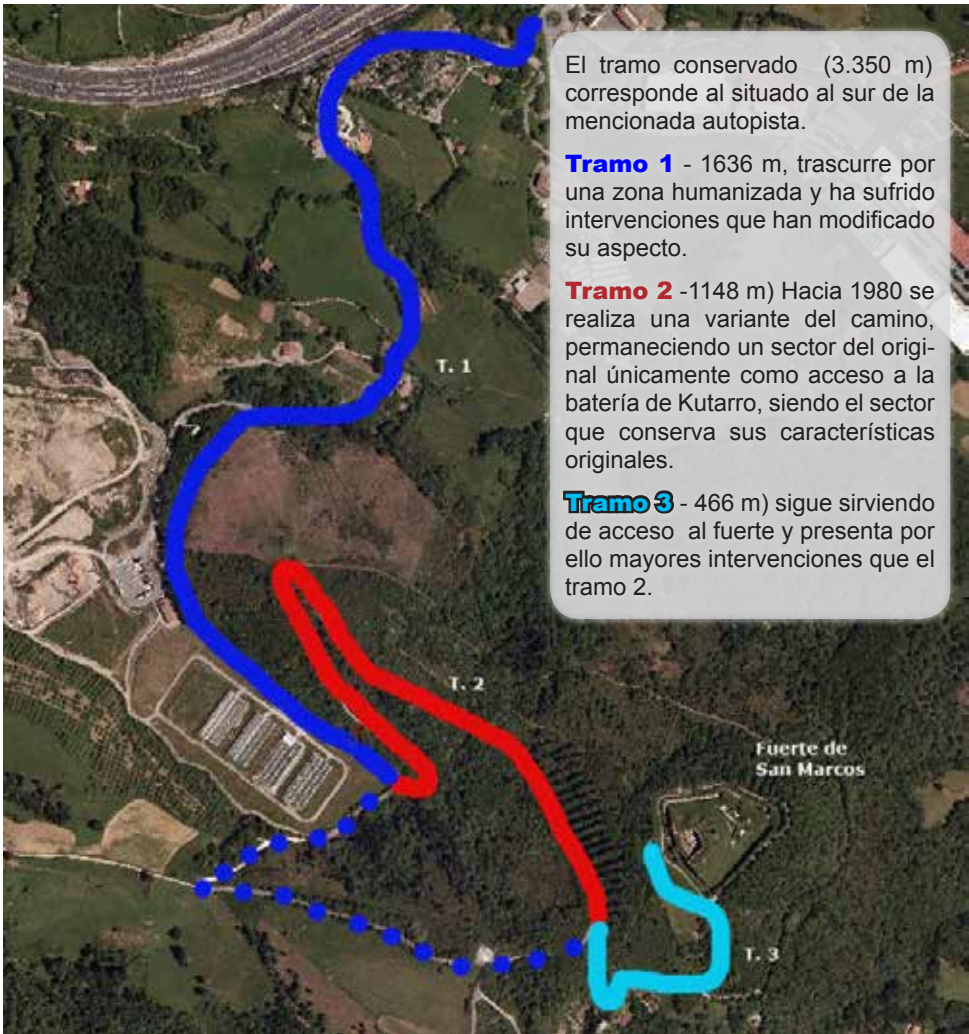 El tramo conservado (3.350 m)
corresponde al situado al sur de la
mencionada autopista.
Tramo 1 - 1636 m, trascurre por
una zona humanizada y ha sufrido
intervenciones que han modificado
su aspecto.
Tramo 2 -1148 m) Hacia 1980 se
realiza una variante del camino,
permaneciendo un sector del origi-
nal únicamente como acceso a la
batería de Kutarro, siendo el sector
que conserva sus características
originales.
Tramo 3 - 466 m) sigue sirviendo
de acceso al fuerte y presenta por
ello mayores intervenciones que el
tramo 2.
T. 1
T. 2
Fuerte de
San Marcos
T. 3